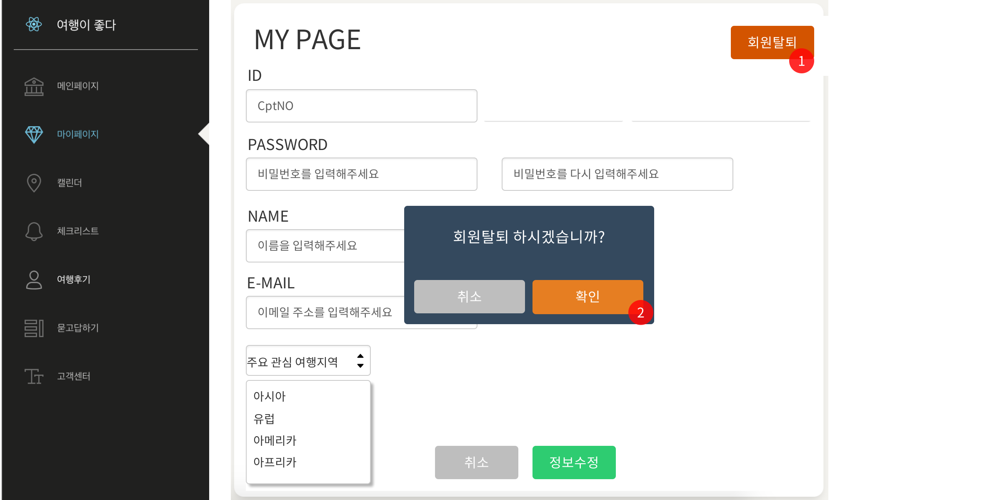 여행이 좋다
메인페이지
마이페이지
캘린더
체크리스트
여행후기
묻고답하기
고객센터
MY PAGE
회원탈퇴
1
ID
CptNO
PASSWORD
비밀번호를 입력해주세요
비밀번호를 다시 입력해주세요
NAME
이름을 입력해주세요
E-MAIL
이메일 주소를 입력해주세요
회원탈퇴 하시겠습니까?
취소
확인
2
주요 관심 여행지역
아시아
유럽
아메리카
아프리카
취소
정보수정